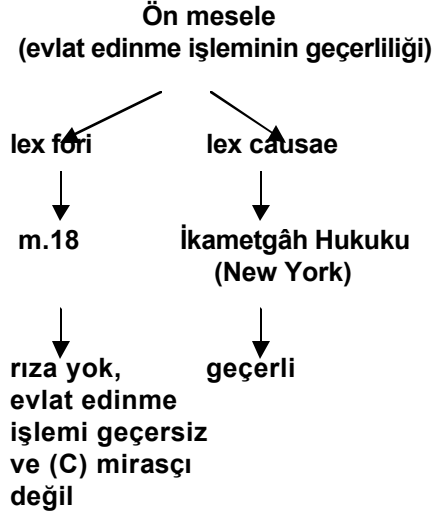 Ön mesele
(evlat edinme işleminin geçerliliği)
lex fori
lex causae
m.18
İkametgâh Hukuku
(New York)
rıza yok,
evlat edinme
işlemi geçersiz
ve (C) mirasçı
değil
geçerli